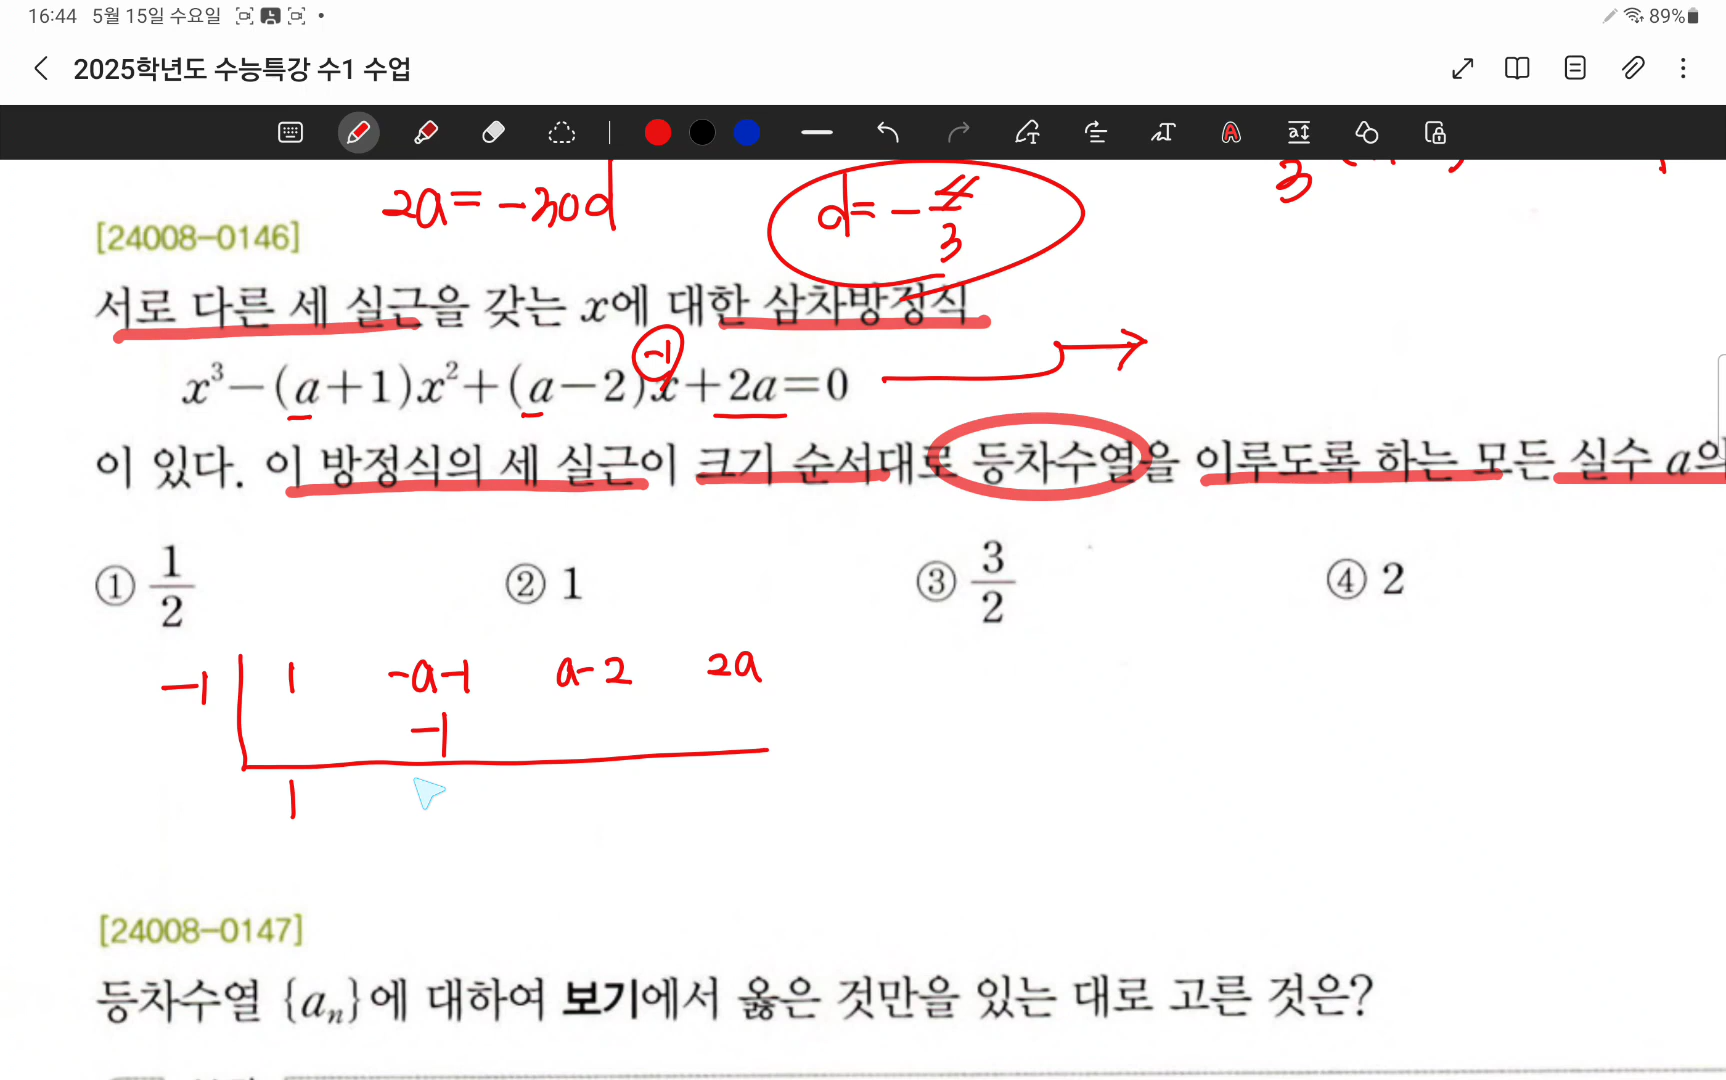 16:44 5월 15일 수요일 89%
2025학년도 수능특강 수1 수업
2a = -30d
d = -4/3
3
[24008-0146]
서로 다른 세 실근을 갖는 x에 대한 삼차방정식
-1
x³-(a+1)x²+(a-2)x+2a=0
이 있다. 이 방정식의 세 실근이 크기 순서대로 등차수열을 이루도록 하는 모든 실수 a의
① 1/2 ② 1 ③ 3/2 ④ 2
-1 1 -a-1 a-2 2a
-1
1
[24008-0147]
등차수열 {aₙ}에 대하여 보기에서 옳은 것만을 있는 대로 고른 것은?